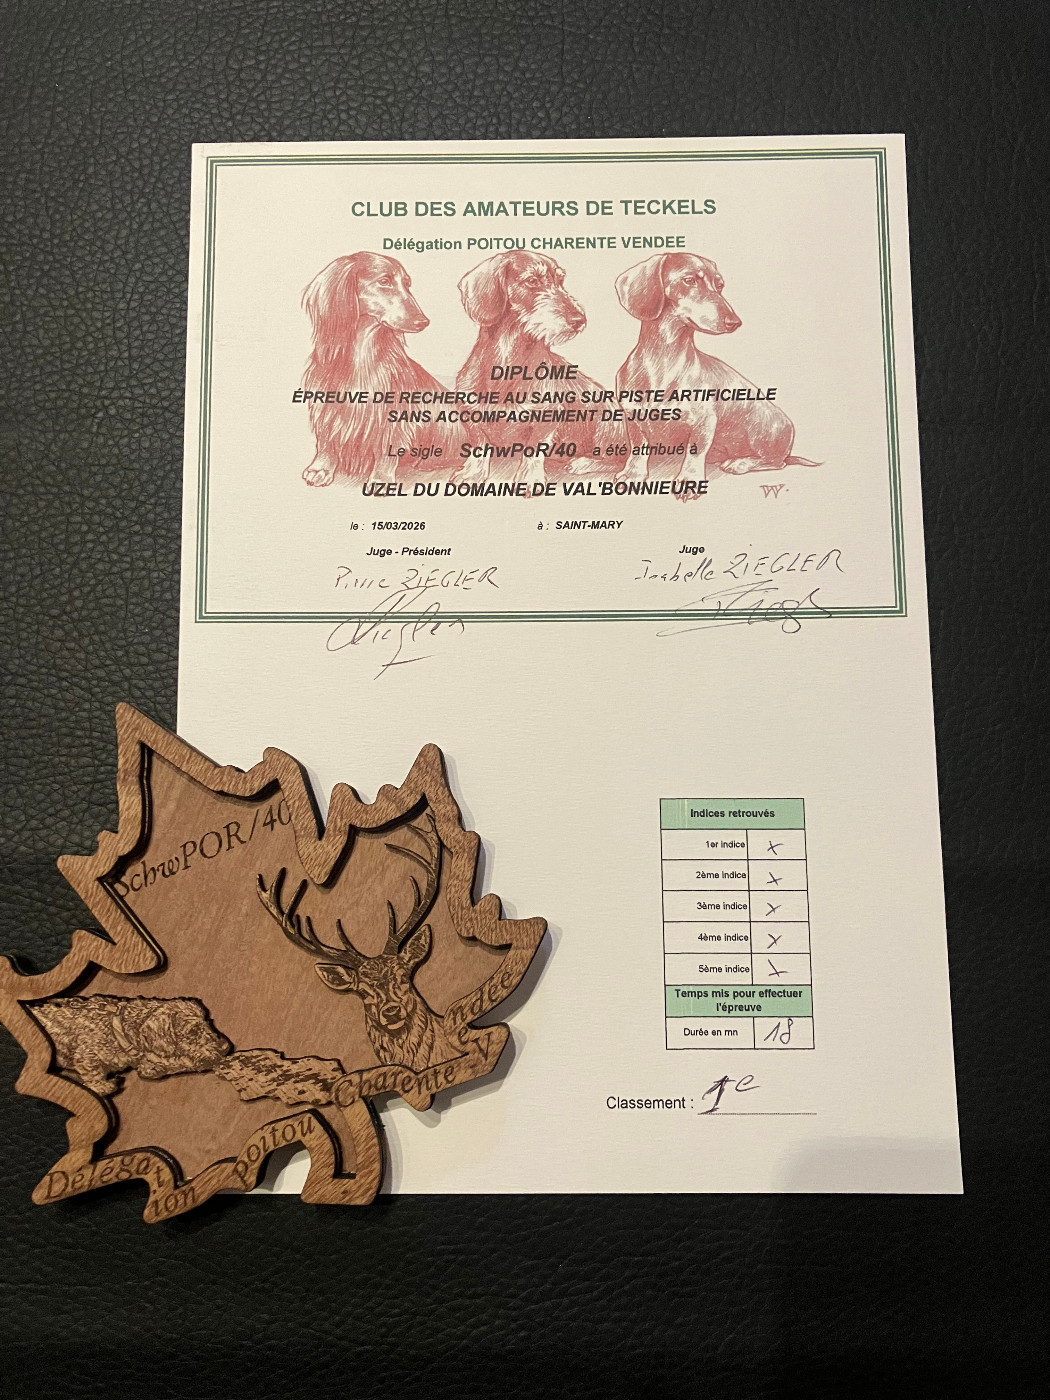 CLUB DES AMATEURS DE TECKELS
Délégation POITOU CHARENTE VENDEE
DIPLÔME
ÉPREUVE DE RECHERCHE AU SANG SUR PISTE ARTIFICIELLE
SANS ACCOMPAGNEMENT DE JUGES
Le sigle SchwPoR/40 a été attribué à
UZEL DU DOMAINE DE VAL'BONNIEURE
W.
le : 15/03/2026 à : SAINT-MARY
Juge - Président
Pierre ZIEGLER
Juge
Isabelle ZIEGLER
Indices retrouvés
1er indice X
2ème indice X
3ème indice X
4ème indice X
5ème indice X
Temps mis pour effectuer
l'épreuve
Durée en mn 18
Classement : 1e
SchwPOR/40
Délégation poitou
Charente Vendée